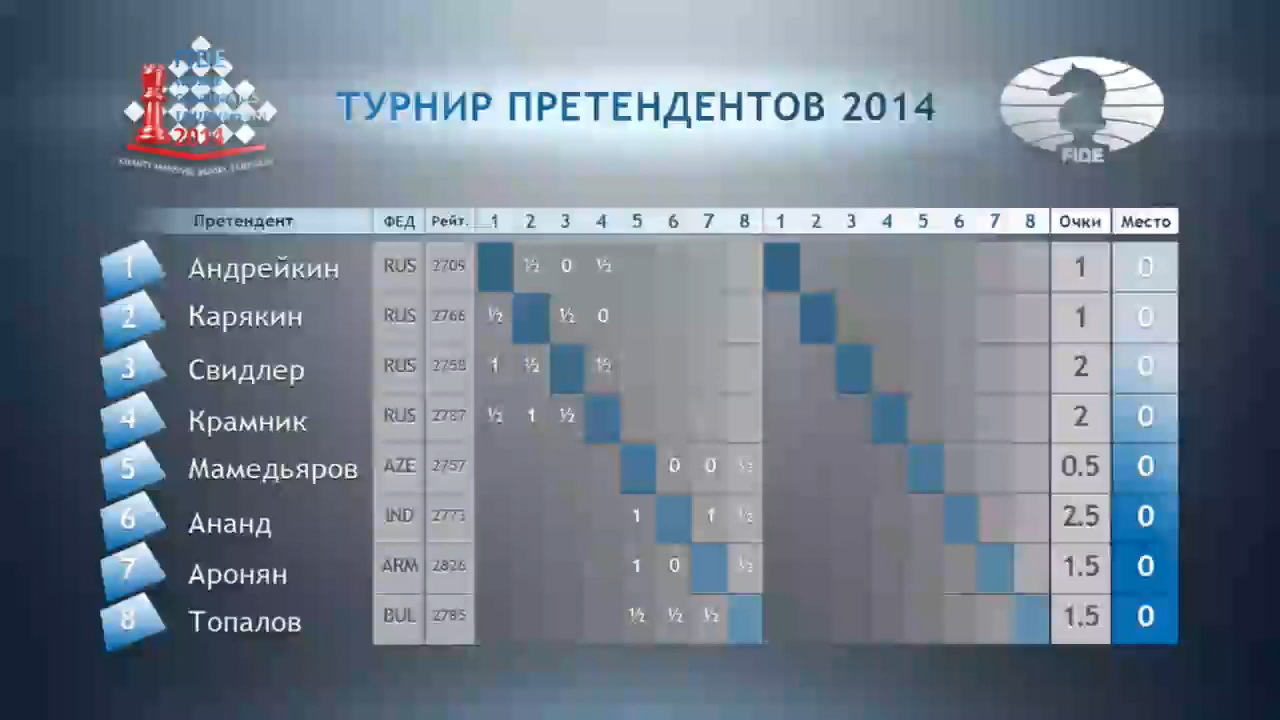 FIDE
2014
ТУРНИР ПРЕТЕНДЕНТОВ 2014
FIDE
Претендент ФЕД Рейт. 1 2 3 4 5 6 7 8 1 2 3 4 5 6 7 8 Очки Место
1 Андрейкин RUS 2709 ½ 0 ½ 1 0
2 Карякин RUS 2766 ½ ½ 0 1 0
3 Свидлер RUS 2758 1 ½ ½ 2 0
4 Крамник RUS 2787 ½ 1 ½ 2 0
5 Мамедьяров AZE 2757 0 0 ½ 0.5 0
6 Ананд IND 2773 1 1 ½ 2.5 0
7 Аронян ARM 2826 1 0 ½ 1.5 0
8 Топалов BUL 2785 ½ ½ ½ 1.5 0